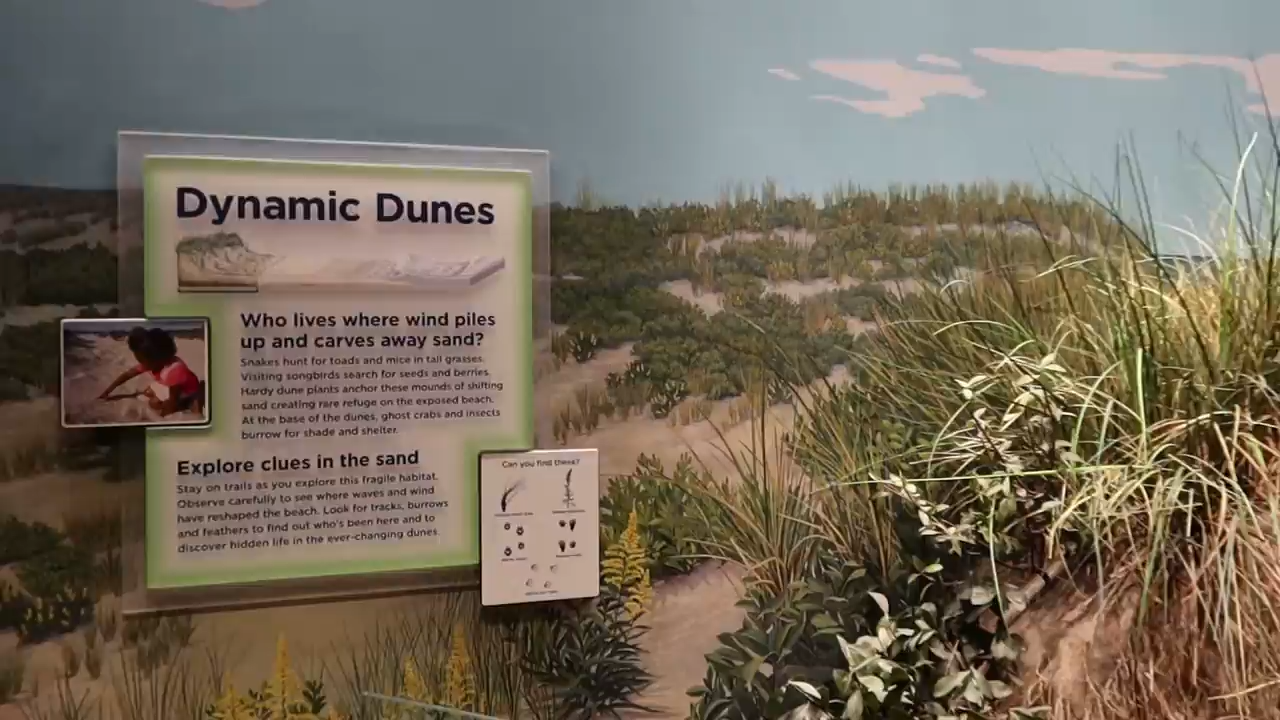 Dynamic Dunes
Who lives where wind piles
up and carves away sand?
Snakes hunt for toads and mice in tall grasses.
Visiting songbirds search for seeds and berries.
Hardy dune plants anchor these mounds of shifting
sand creating rare refuge on the exposed beach.
At the base of the dunes, ghost crabs and insects
burrow for shade and shelter.
Explore clues in the sand
Stay on trails as you explore this fragile habitat.
Observe carefully to see where waves and wind
have reshaped the beach. Look for tracks, burrows
and feathers to find out who's been here and to
discover hidden life in the ever-changing dunes.
Can you find these?